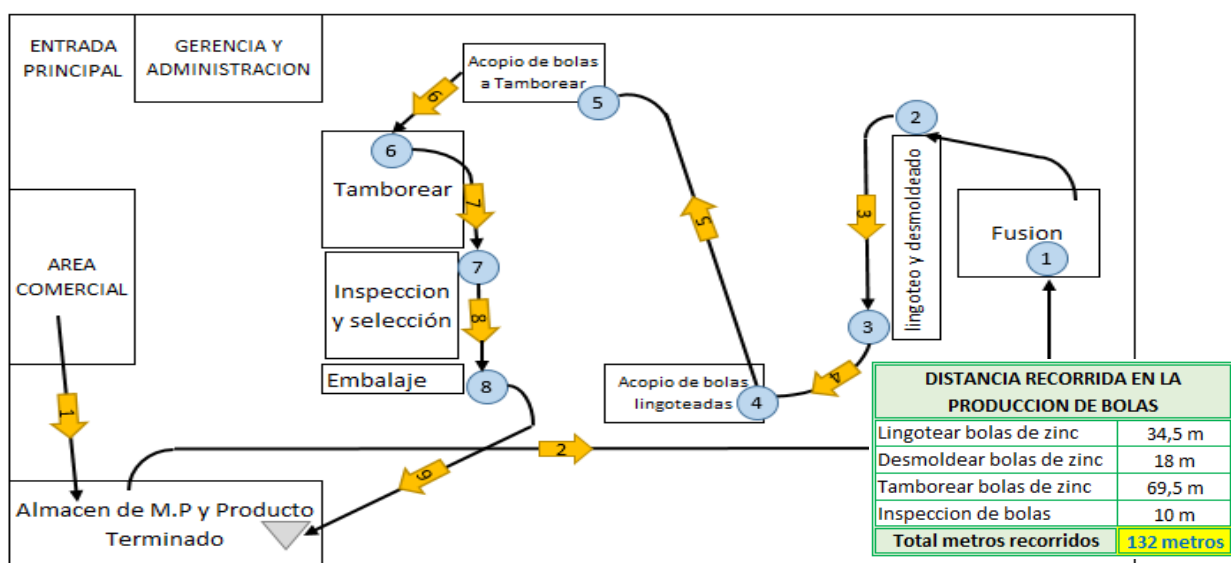 ENTRADA
PRINCIPAL
GERENCIA Y
ADMINISTRACION
Acopio de bolas
a Tamborear
5
6
6
Tamborear
7
7
Inspeccion
y selección
8
Embalaje
8
9
AREA
COMERCIAL
1
2
Almacen de M.P y Producto
Terminado
5
Acopio de bolas
lingoteadas
4
4
3
3
2
lingoteo y desmoldeado
Fusion
1
DISTANCIA RECORRIDA EN LA
PRODUCCION DE BOLAS
Lingotear bolas de zinc 34,5 m
Desmoldear bolas de zinc 18 m
Tamborear bolas de zinc 69,5 m
Inspeccion de bolas 10 m
Total metros recorridos 132 metros